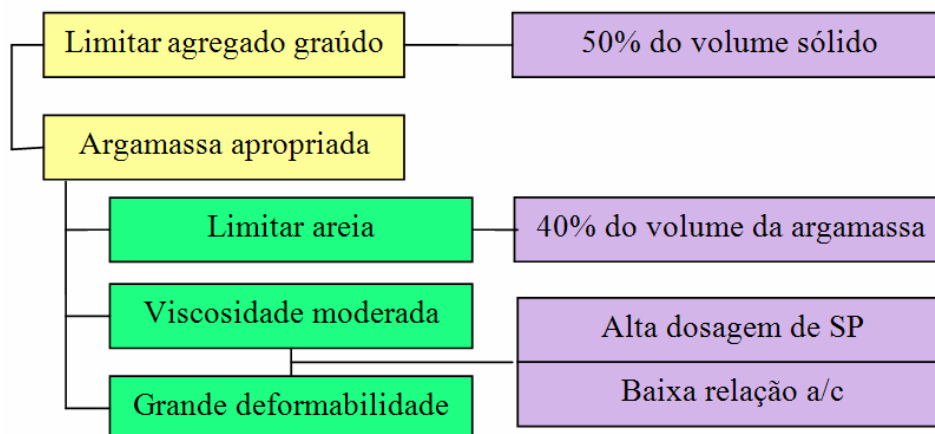 Limitar agregado graúdo
50% do volume sólido
Argamassa apropriada
Limitar areia
40% do volume da argamassa
Viscosidade moderada
Alta dosagem de SP
Baixa relação a/c
Grande deformabilidade